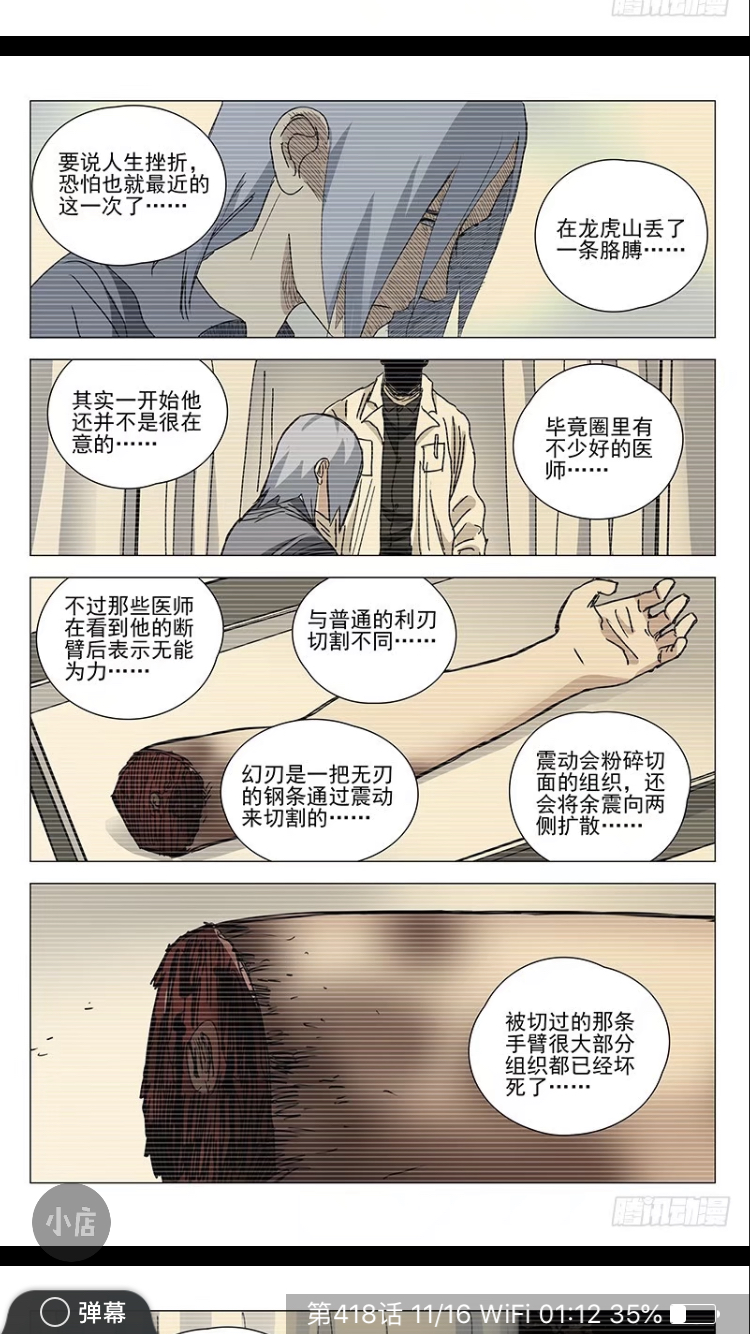 腾讯动漫
要说人生挫折，
恐怕也就最近的
这一次了……
在龙虎山丢了
一条胳膊……
其实一开始他
还并不是很在
意的……
毕竟圈里有
不少好的医
师……
不过那些医师
在看到他的断
臂后表示无能
为力……
与普通的利刃
切割不同……
幻刃是一把无刃
的钢条通过震动
来切割的……
震动会粉碎切
面的组织，还
会将余震向两
侧扩散……
被切过的那条
手臂很大部分
组织都已经坏
死了……
小店
腾讯动漫
弹幕
第418话 11/16 WiFi 01:12 35%